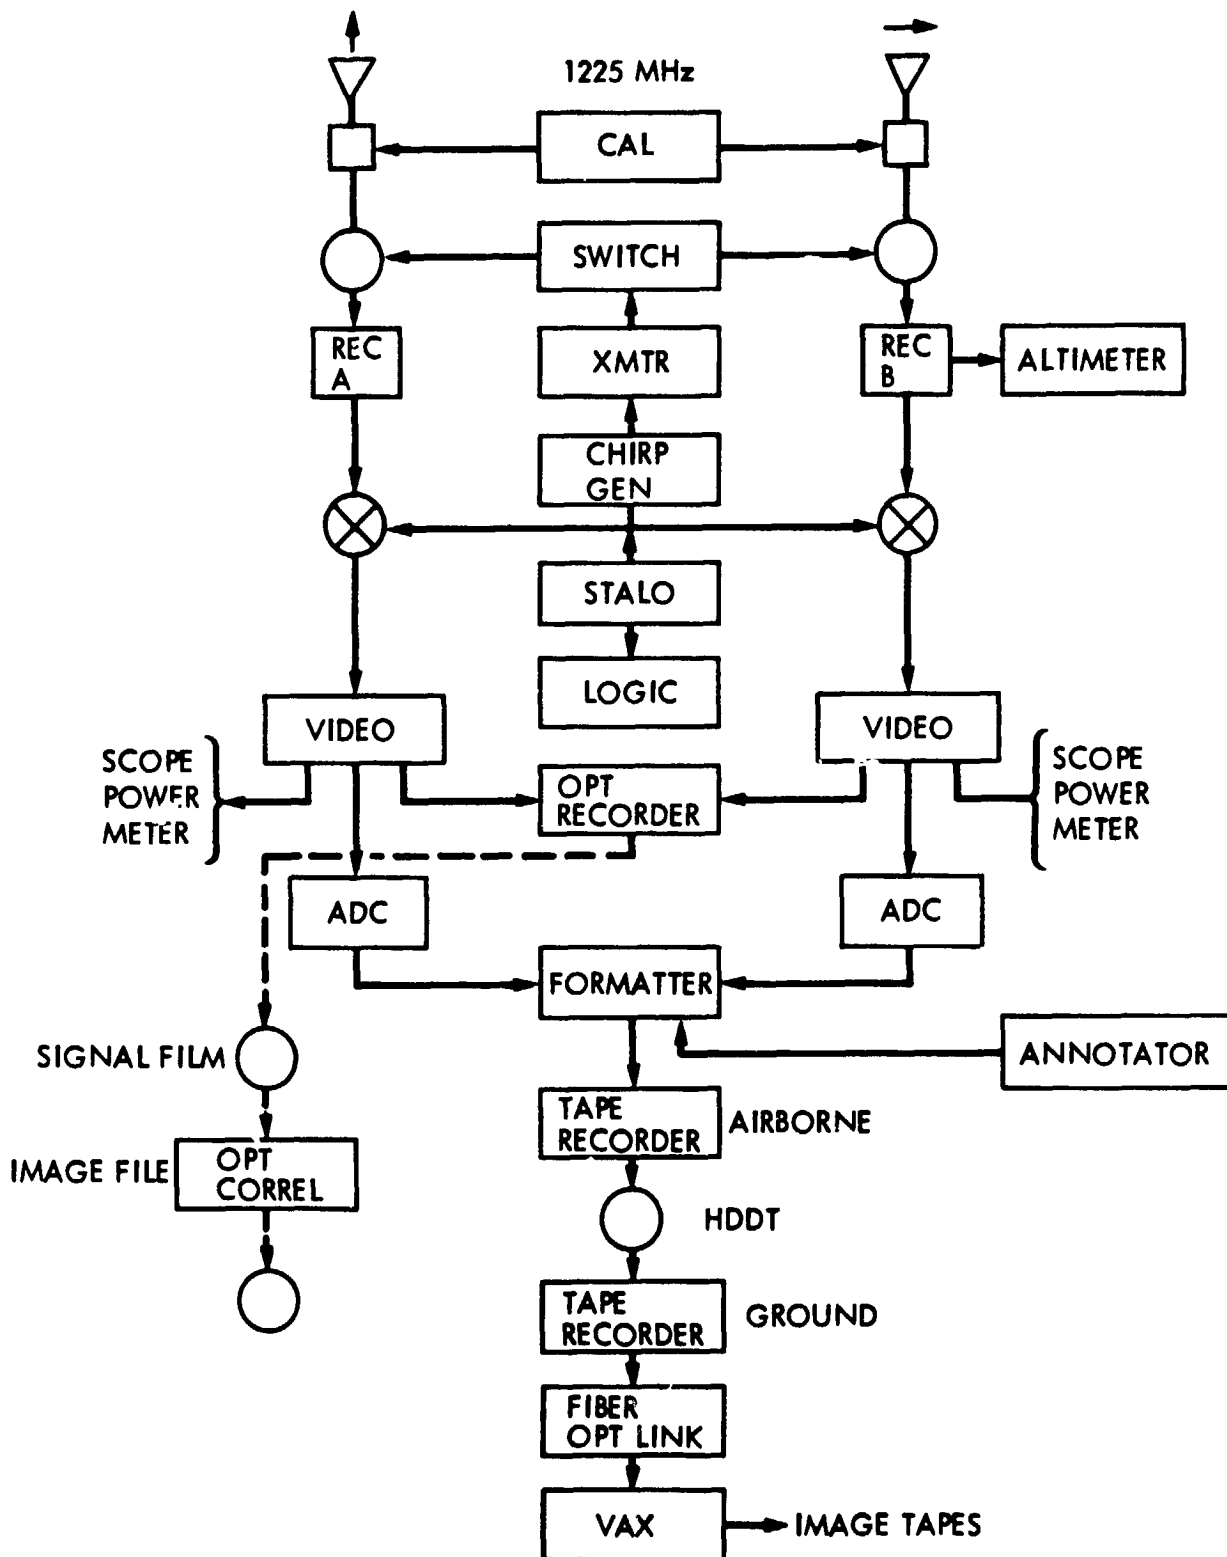 1225 MHz
CAL
SWITCH
REC
A
XMTR
REC
B
ALTIMETER
CHIRP
GEN
STALO
LOGIC
VIDEO
VIDEO
SCOPE
POWER
METER
OPT
RECORDER
SCOPE
POWER
METER
ADC
ADC
FORMATTER
SIGNAL FILM
ANNOTATOR
TAPE
RECORDER
AIRBORNE
IMAGE FILE
OPT
CORREL
HDDT
TAPE
RECORDER
GROUND
FIBER
OPT LINK
VAX
IMAGE TAPES